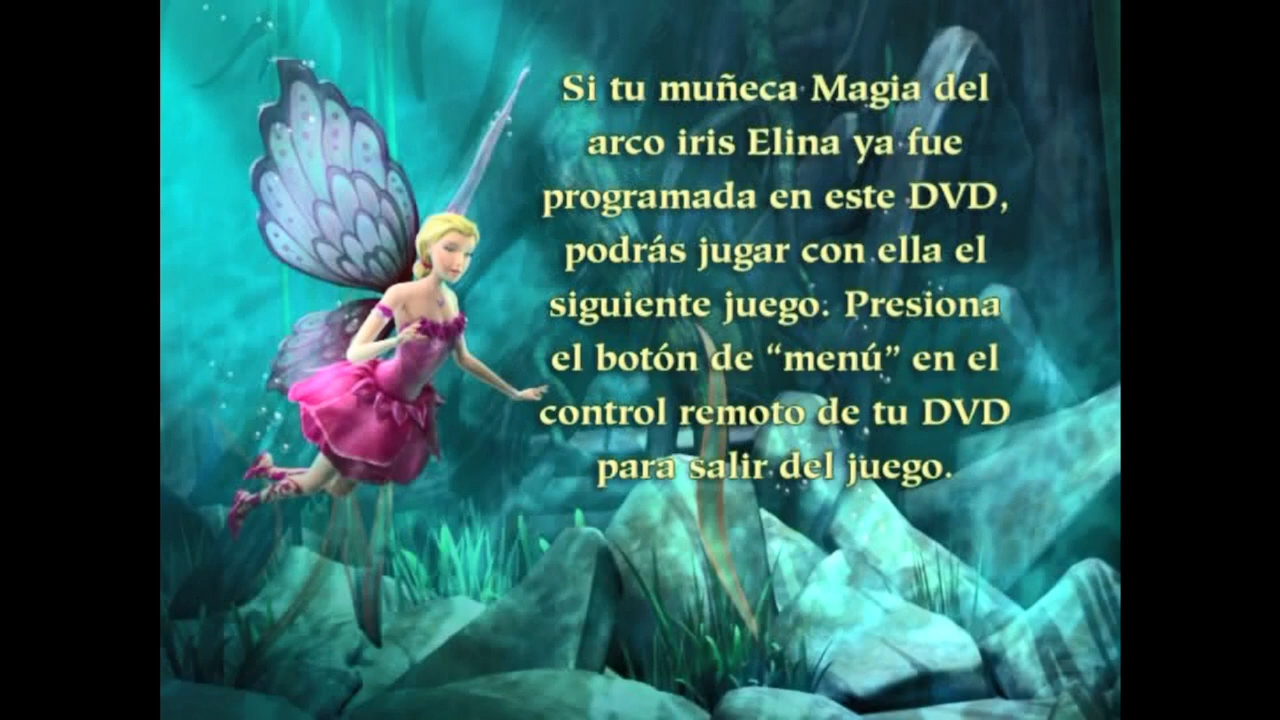 Si tu muñeca Magia del
arco iris Elina ya fue
programada en este DVD,
podrás jugar con ella el
siguiente juego. Presiona
el botón de “menú” en el
control remoto de tu DVD
para salir del juego.